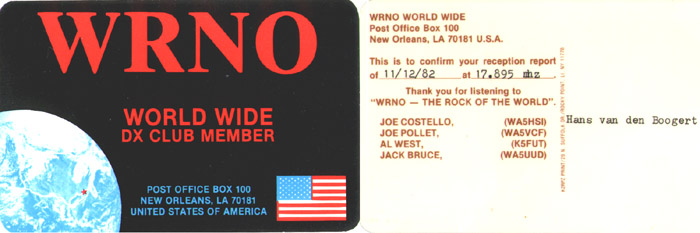 WRNO
WORLD WIDE
DX CLUB MEMBER
POST OFFICE BOX 100
NEW ORLEANS, LA 70181
UNITED STATES OF AMERICA
WRNO WORLD WIDE
Post Office Box 100
New Orleans, LA 70181 U.S.A.
This is to confirm your reception report
of 11/12/82 at 17.895 mhz
Thank you for listening to
"WRNO — THE ROCK OF THE WORLD".
JOE COSTELLO, (WA5HSI)
JOE POLLET, (WA5VCF)
AL WEST, (K5FUT)
JACK BRUCE, (WA5UUD)
Hans van den Boogert